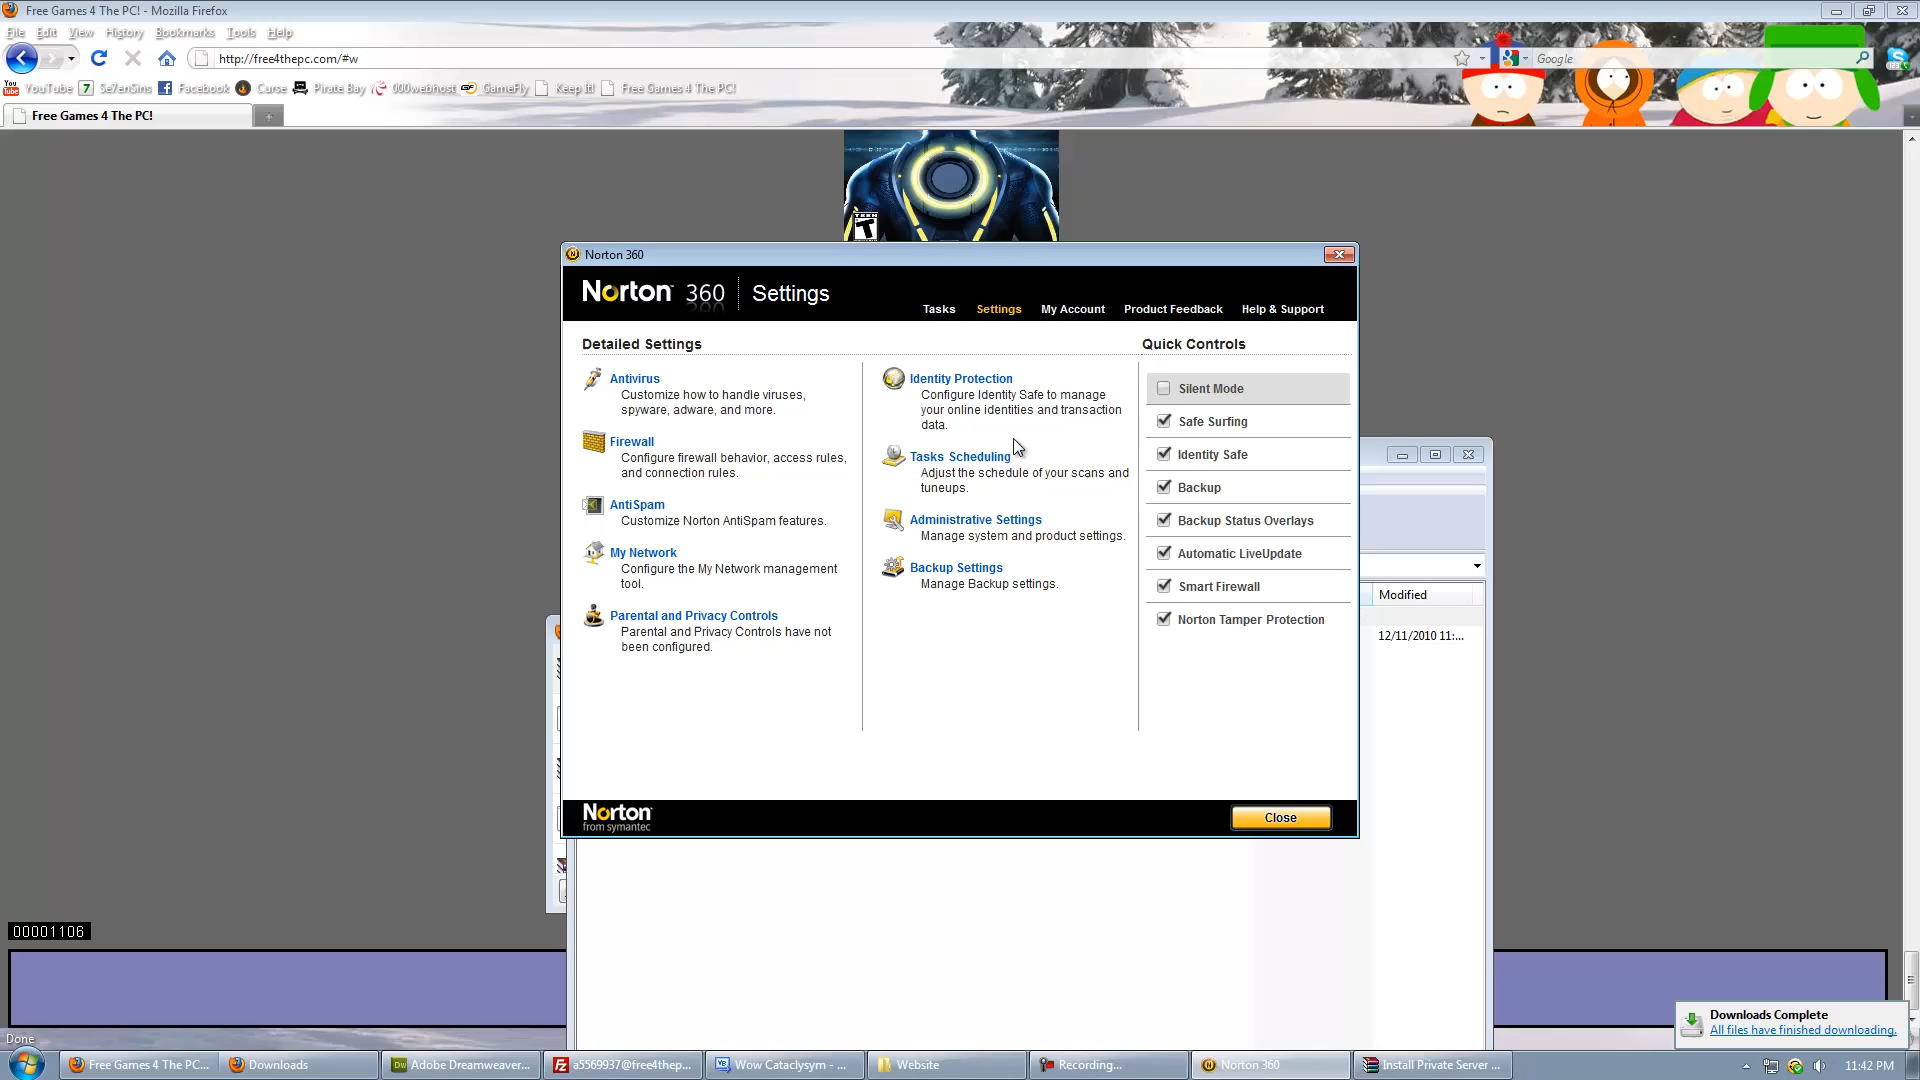 Free Games 4 The PC! - Mozilla Firefox
File Edit View History Bookmarks Tools Help
http://free4thepc.com/#w
Google
You Tube YouTube 7 Se7enSins Facebook Curse Pirate Bay 000webhost GameFly Keep It! Free Games 4 The PC!
Free Games 4 The PC!
TEEN
T
Norton 360
Norton 360 Settings
Tasks Settings My Account Product Feedback Help & Support
Detailed Settings
Antivirus
Customize how to handle viruses,
spyware, adware, and more.
Firewall
Configure firewall behavior, access rules,
and connection rules.
AntiSpam
Customize Norton AntiSpam features.
My Network
Configure the My Network management
tool.
Parental and Privacy Controls
Parental and Privacy Controls have not
been configured.
Identity Protection
Configure Identity Safe to manage
your online identities and transaction
data.
Tasks Scheduling
Adjust the schedule of your scans and
tuneups.
Administrative Settings
Manage system and product settings.
Backup Settings
Manage Backup settings.
Quick Controls
Silent Mode
Safe Surfing
Identity Safe
Backup
Backup Status Overlays
Automatic LiveUpdate
Smart Firewall
Norton Tamper Protection
Modified
12/11/2010 11:...
Norton
from symantec
Close
00001106
Downloads Complete
All files have finished downloading.
Done
Free Games 4 The PC... Downloads Adobe Dreamweaver... a5569937@free4thep... Wow Cataclysym - ... Website Recording... Norton 360 Install Private Server ... 11:42 PM